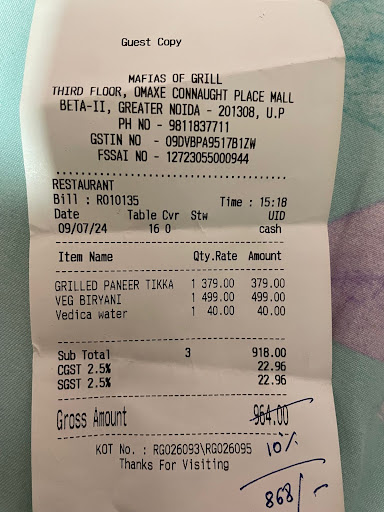 Guest Copy
MAFIAS OF GRILL
THIRD FLOOR, OMAXE CONNAUGHT PLACE MALL
BETA-II, GREATER NOIDA - 201308, U.P
PH NO - 9811837711
GSTIN NO - 09DVBPA9517B1ZW
FSSAI NO - 12723055000944
RESTAURANT
Bill : RO10135 Time : 15:18
Date Table Cvr Stw UID
09/07/24 16 0 cash
Item Name Qty.Rate Amount
GRILLED PANEER TIKKA 1 379.00 379.00
VEG BIRYANI 1 499.00 499.00
Vedica water 1 40.00 40.00
Sub Total 3 918.00
CGST 2.5% 22.96
SGST 2.5% 22.96
Gross Amount 964.00
KOT No. : RG026093\RG026095 10%
Thanks For Visiting
868/-